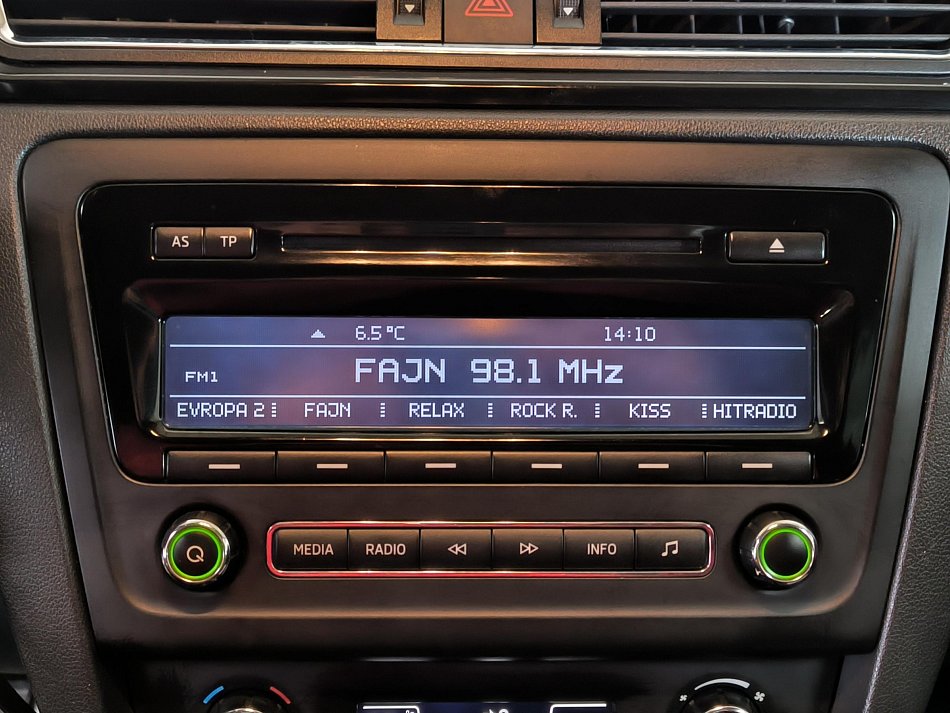 AS TP
6.5°C 14:10
FM1 FAJN 98.1 MHz
EVROPA 2 FAJN RELAX ROCK R. KISS HITRADIO
MEDIA RADIO INFO